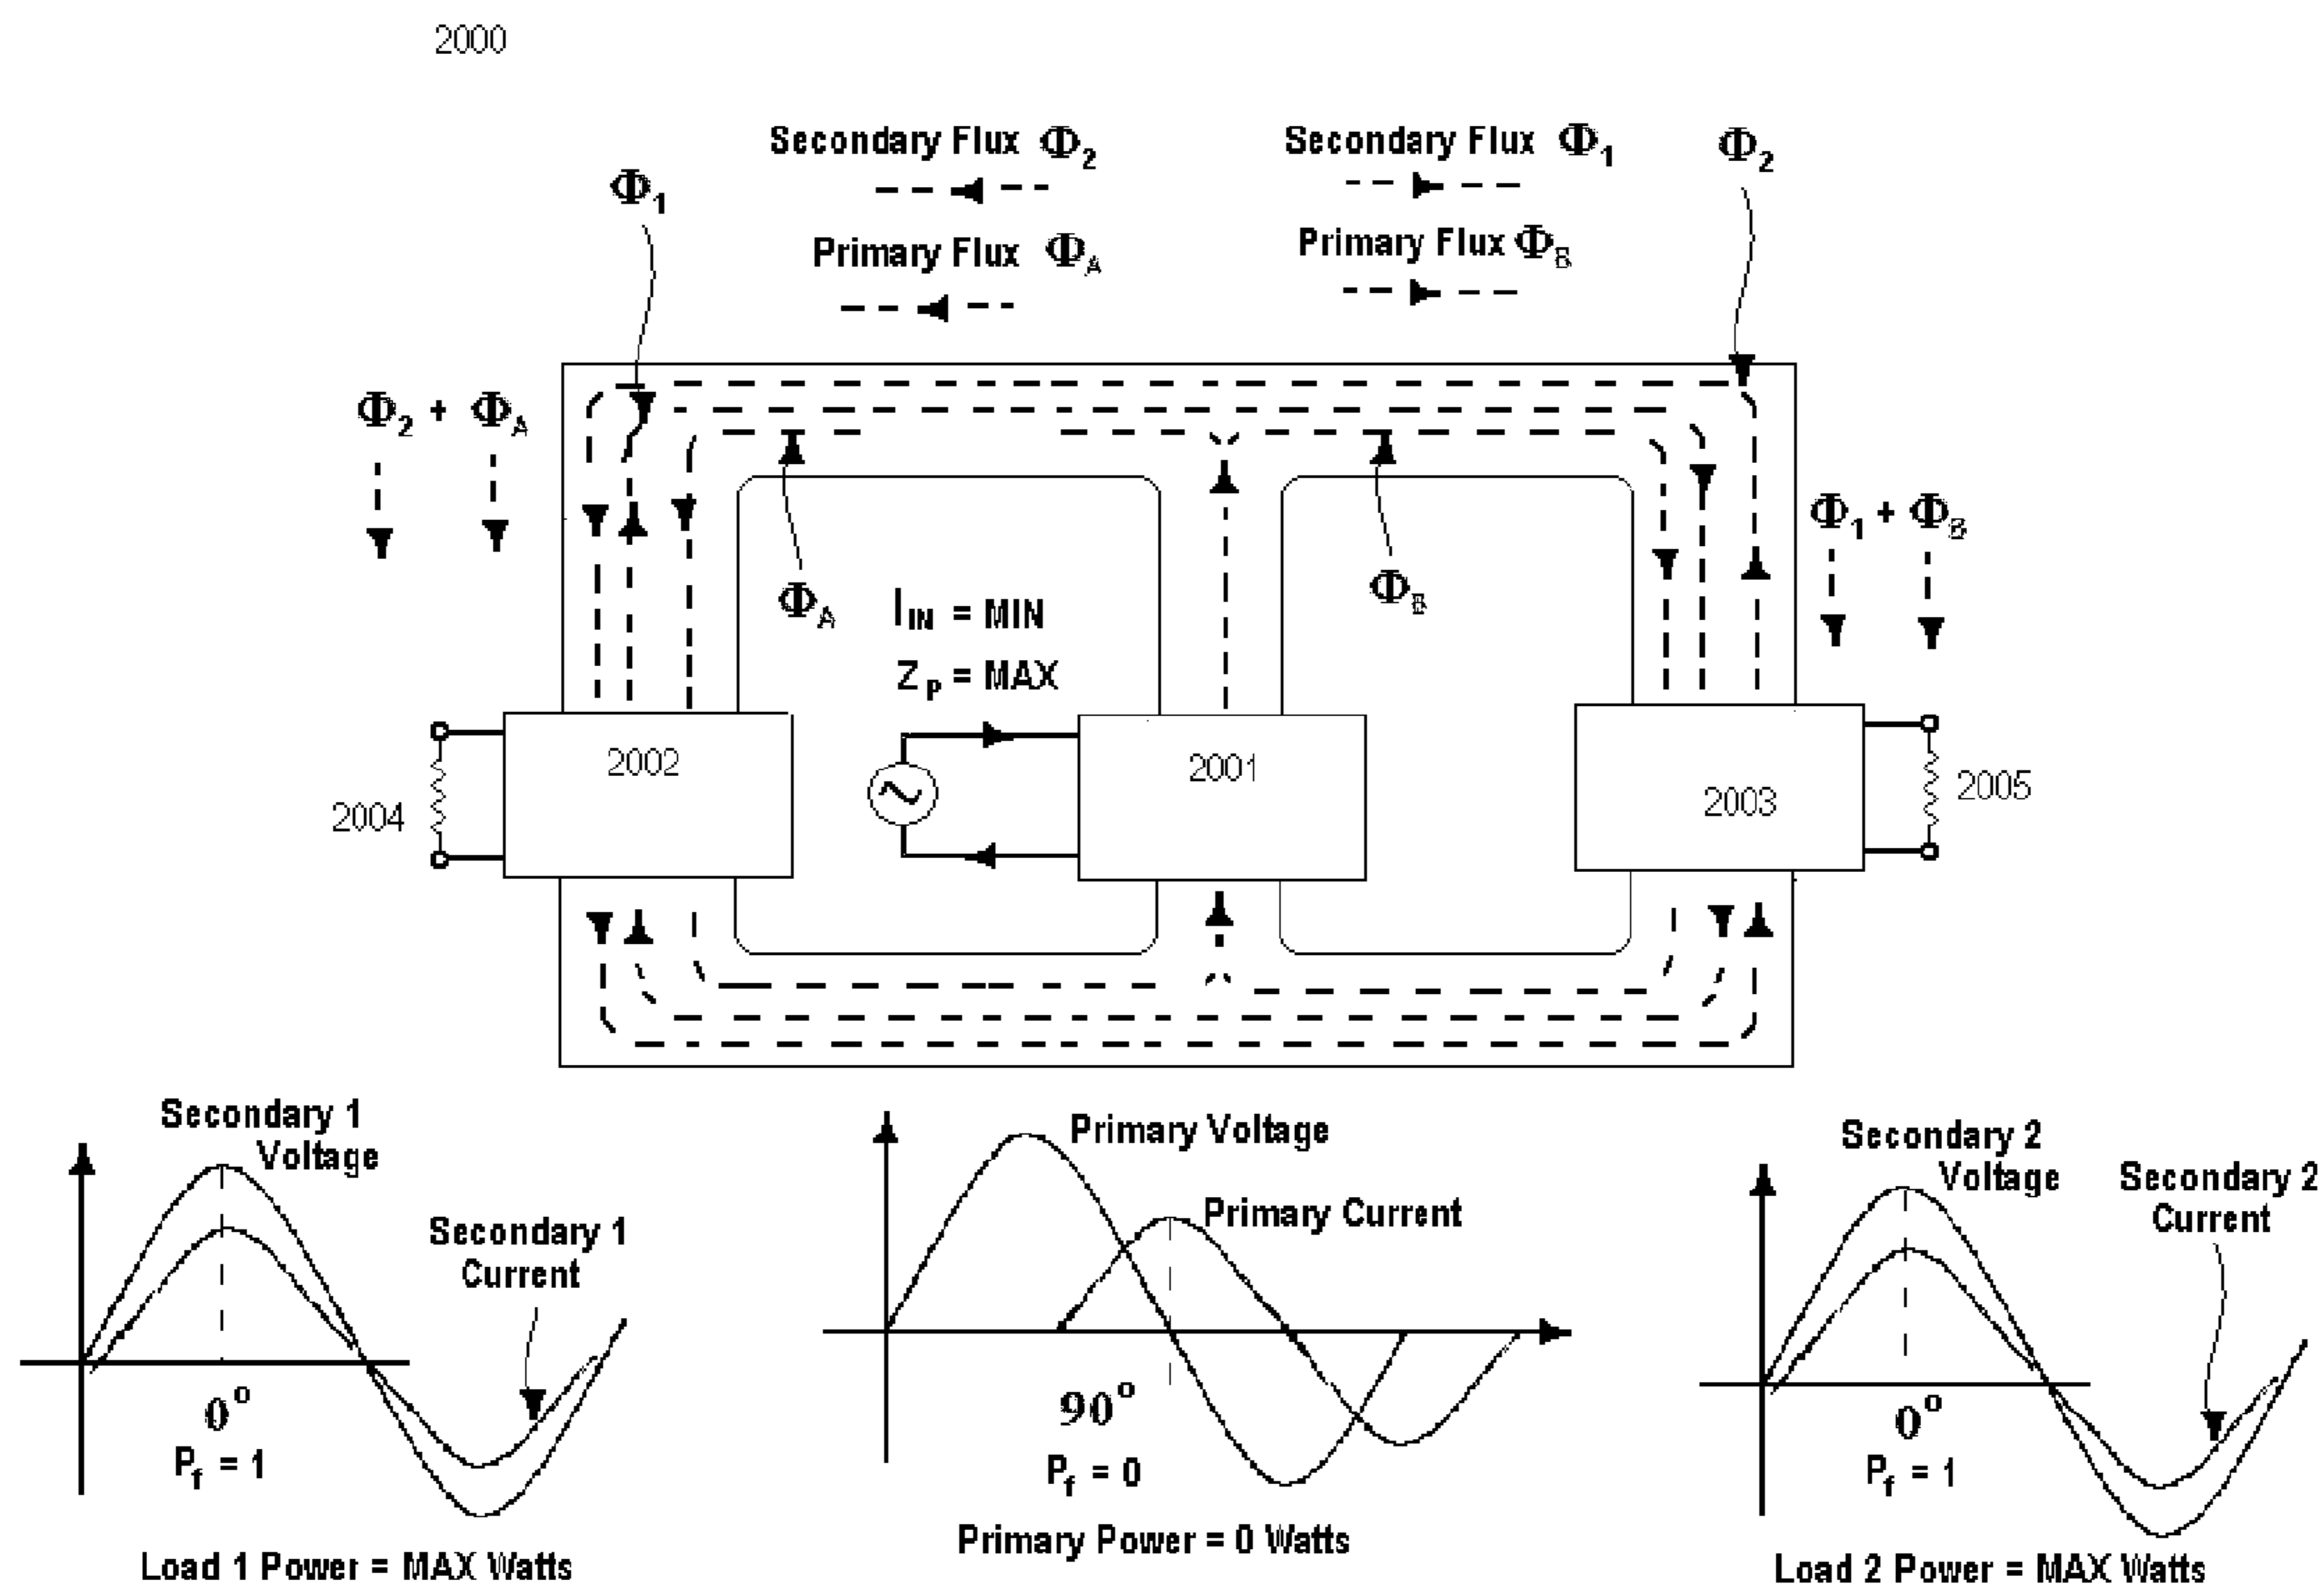 2000
Secondary Flux Φ2
Secondary Flux Φ1
Φ2
Φ1
Primary Flux ΦA
Primary Flux ΦB
Φ2 + ΦA
Φ1 + ΦB
ΦA
IIN = MIN
ΦB
ZP = MAX
2002
2001
2003
2004
2005
Secondary 1
Voltage
Secondary 1
Current
0°
Pf = 1
Load 1 Power = MAX Watts
Primary Voltage
Primary Current
90°
Pf = 0
Primary Power = 0 Watts
Secondary 2
Voltage
Secondary 2
Current
0°
Pf = 1
Load 2 Power = MAX Watts